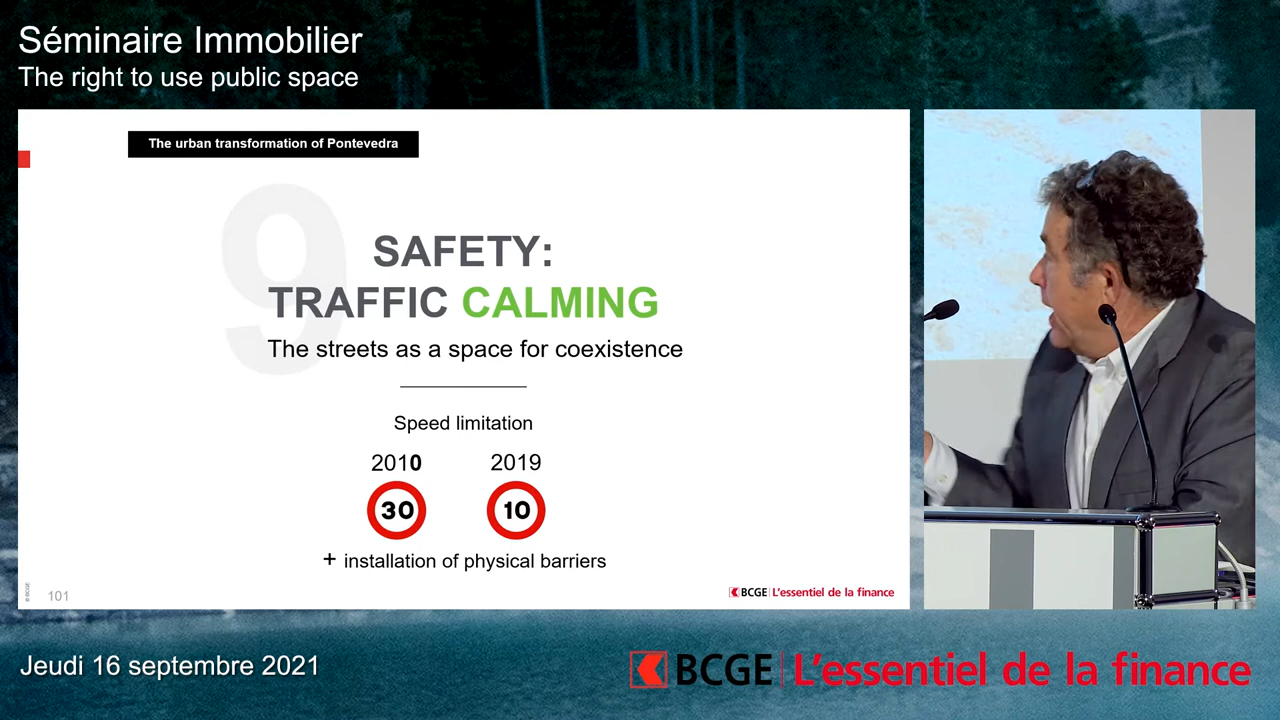 Séminaire Immobilier
The right to use public space
The urban transformation of Pontevedra
9
SAFETY:
TRAFFIC CALMING
The streets as a space for coexistence
Speed limitation
2010 2019
30 10
+ installation of physical barriers
© BCGE
101
BCGE L'essentiel de la finance
Jeudi 16 septembre 2021
BCGE L'essentiel de la finance